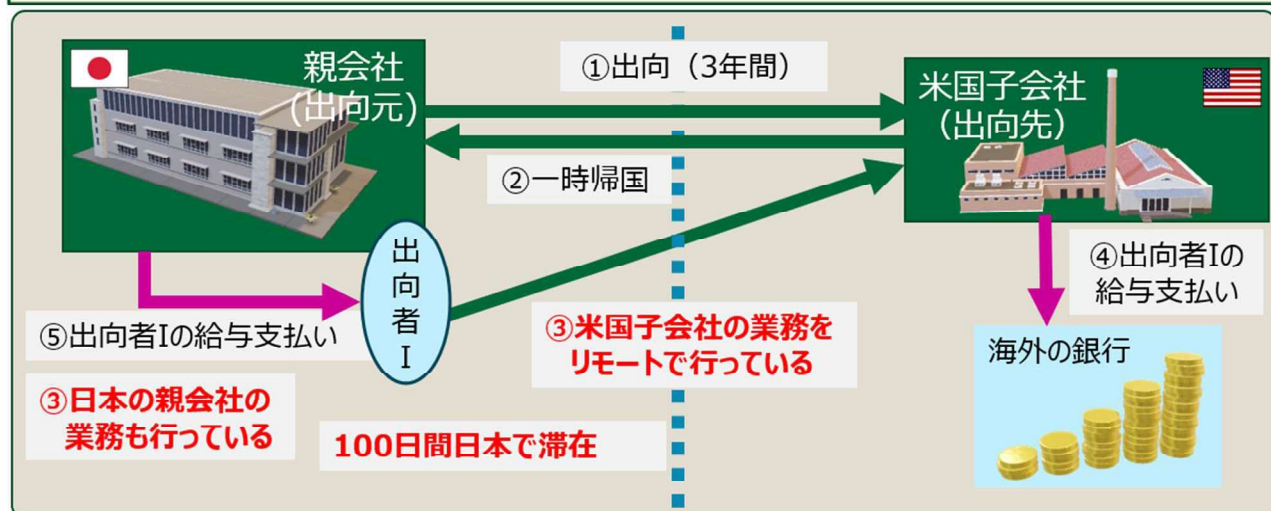 親会社
(出向元)
①出向（3年間）
米国子会社
（出向先）
②一時帰国
出向者I
④出向者Iの
給与支払い
⑤出向者Iの給与支払い
③米国子会社の業務を
リモートで行っている
海外の銀行
③日本の親会社の
業務も行っている
100日間日本で滞在